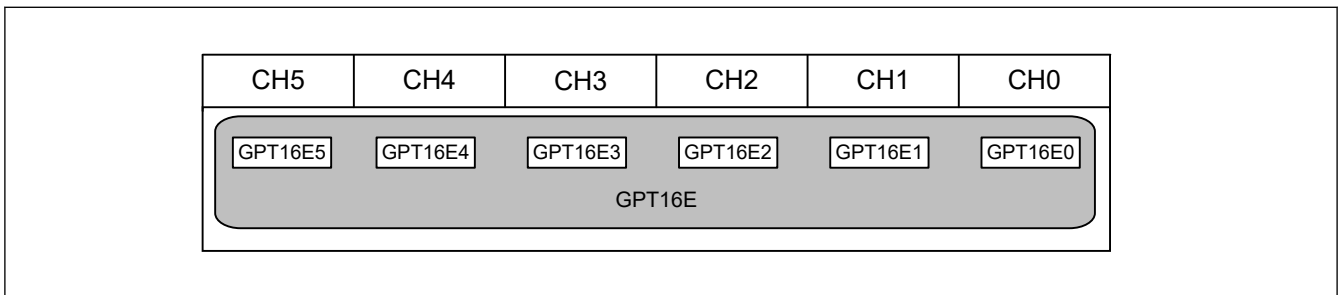 CH5 CH4 CH3 CH2 CH1 CH0
GPT16E5 GPT16E4 GPT16E3 GPT16E2 GPT16E1 GPT16E0
GPT16E